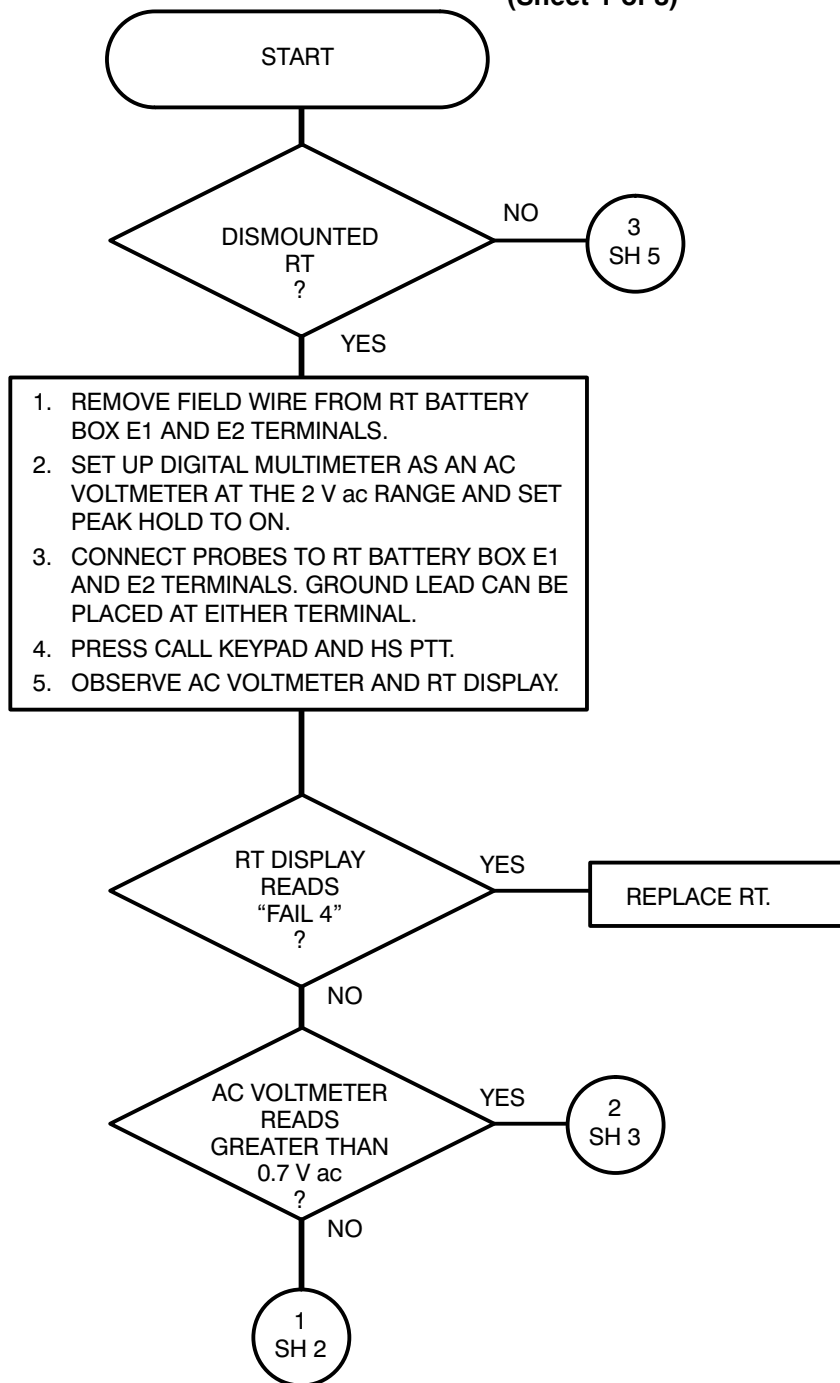 START
DISMOUNTED
RT
?
NO
3
SH 5
YES
1. REMOVE FIELD WIRE FROM RT BATTERY
BOX E1 AND E2 TERMINALS.
2. SET UP DIGITAL MULTIMETER AS AN AC
VOLTMETER AT THE 2 V ac RANGE AND SET
PEAK HOLD TO ON.
3. CONNECT PROBES TO RT BATTERY BOX E1
AND E2 TERMINALS. GROUND LEAD CAN BE
PLACED AT EITHER TERMINAL.
4. PRESS CALL KEYPAD AND HS PTT.
5. OBSERVE AC VOLTMETER AND RT DISPLAY.
RT DISPLAY
READS
“FAIL 4”
?
YES
REPLACE RT.
NO
AC VOLTMETER
READS
GREATER THAN
0.7 V ac
?
YES
2
SH 3
NO
1
SH 2